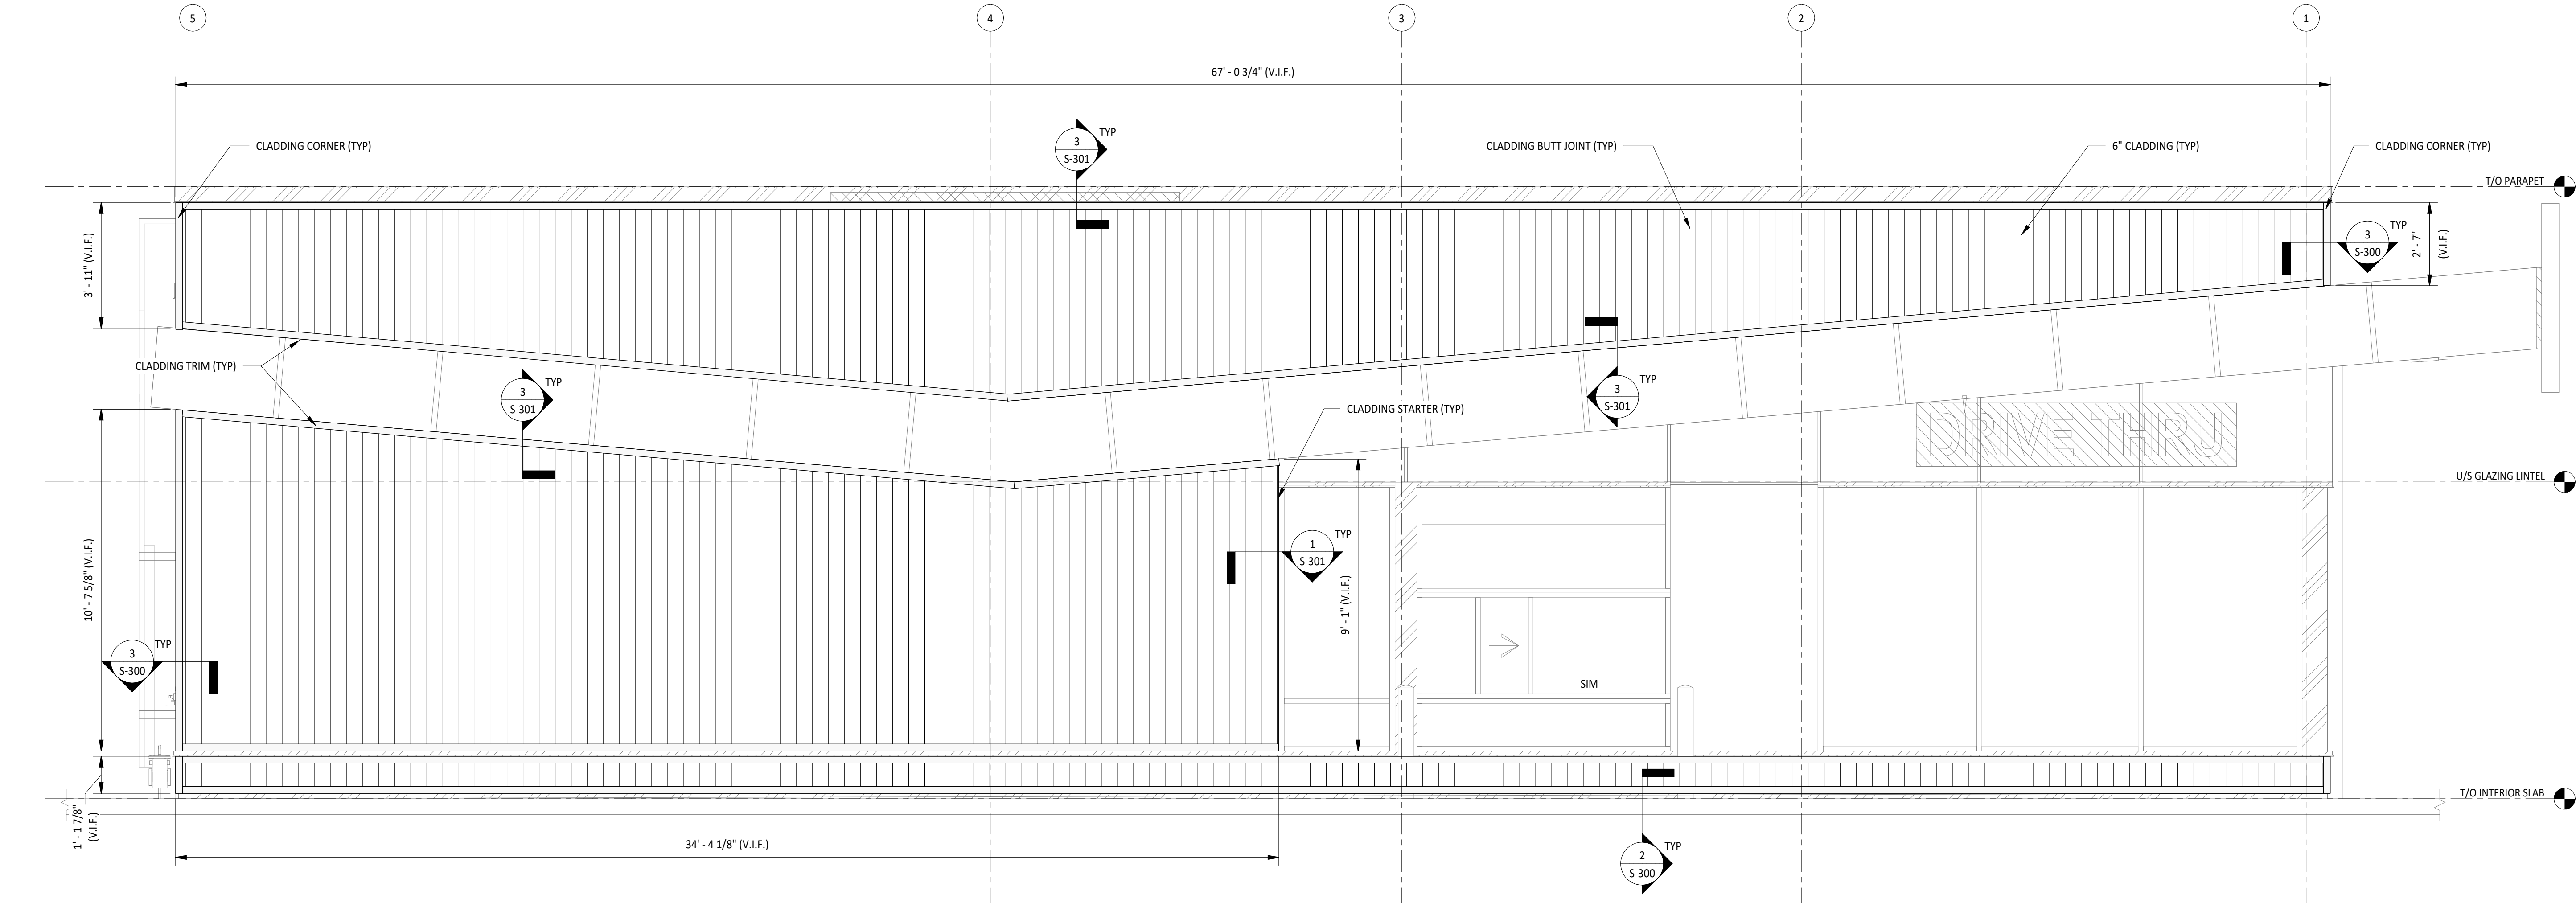 5
4
3
2
1
67' - 0 3/4" (V.I.F.)
3
S-301
TYP
CLADDING CORNER (TYP)
CLADDING BUTT JOINT (TYP)
6" CLADDING (TYP)
CLADDING CORNER (TYP)
T/O PARAPET
3' - 11" (V.I.F.)
3
S-300
TYP
2' - 7"
(V.I.F.)
CLADDING TRIM (TYP)
3
S-301
TYP
3
S-301
TYP
CLADDING STARTER (TYP)
DRIVE THRU
U/S GLAZING LINTEL
10' - 7 5/8" (V.I.F.)
1
S-301
TYP
9' - 1" (V.I.F.)
3
S-300
TYP
SIM
T/O INTERIOR SLAB
1' - 1 7/8"
(V.I.F.)
34' - 4 1/8" (V.I.F.)
2
S-300
TYP